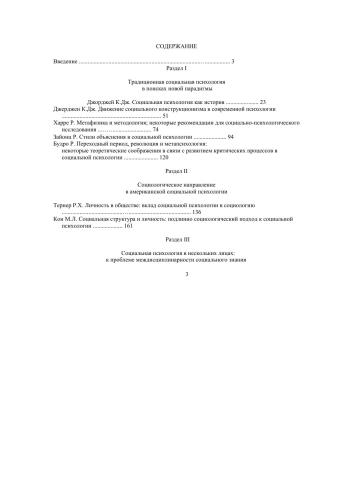 СОДЕРЖАНИЕ
Введение ................................................................................................... 3
Раздел I
Традиционная социальная психология
в поисках новой парадигмы
Джорджей К.Дж. Социальная психология как история ...................... 23
Джерджен К.Дж. Движение социального конструкционизма в современной психологии
.................................................................. 51
Харре Р. Метафизика и методология: некоторые рекомендации для социально-психологического
исследования .................................... 74
Зайонц Р. Стили объяснения в социальной психологии ...................... 94
Будро Р. Переходный период, революция и метапсихология:
некоторые теоретические соображения в связи с развитием критических процессов в
социальной психологии ....................... 120
Раздел II
Социологическое направление
в американской социальной психологии
Тернер Р.Х. Личность в обществе: вклад социальной психологии в социологию
...................................................................................... 136
Кон М.Л. Социальная структура и личность: подлинно социологический подход к социальной
психологии .................... 161
Раздел III
Социальная психология в нескольких лицах:
к проблеме междисциплинарности социального знания
3